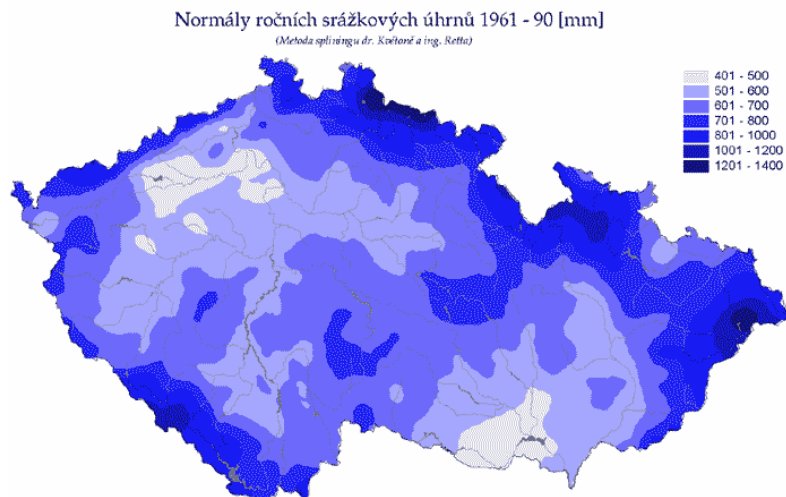 Normály ročních srážkových úhrnů 1961 - 90 [mm]
(Metoda spliningu dr. Květoně a ing. Retta)
401 - 500
501 - 600
601 - 700
701 - 800
801 - 1000
1001 - 1200
1201 - 1400